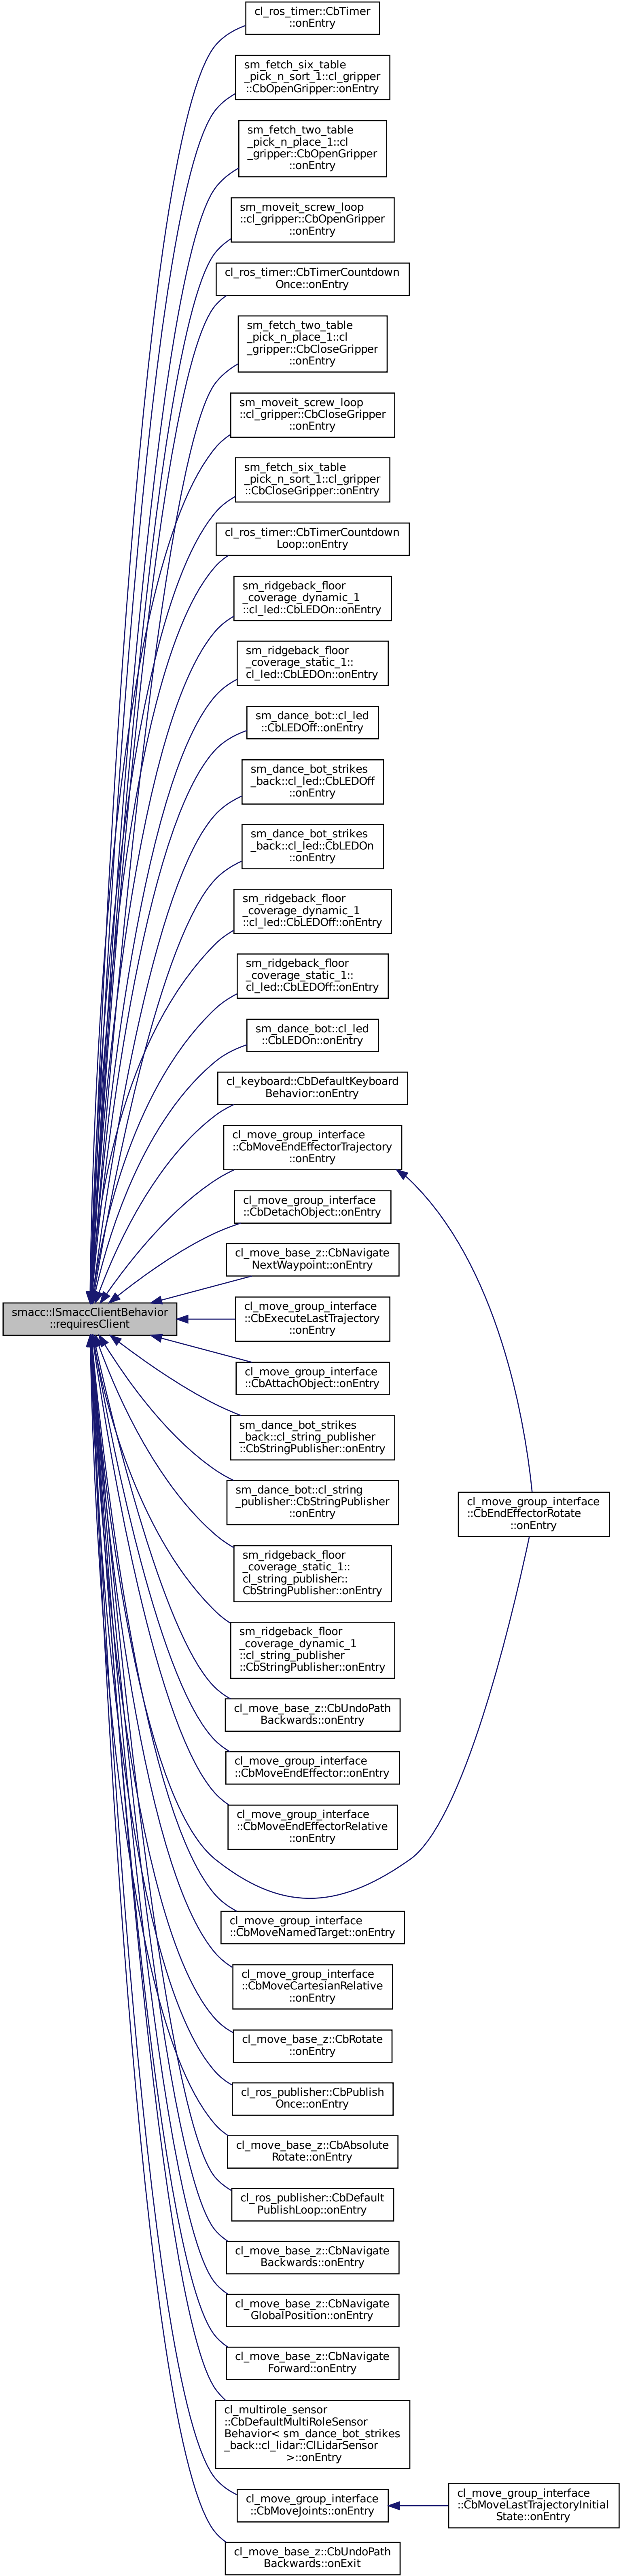 cl_ros_timer::CbTimer
::onEntry
sm_fetch_six_table
_pick_n_sort_1::cl_gripper
::CbOpenGripper::onEntry
sm_fetch_two_table
_pick_n_place_1::cl
_gripper::CbOpenGripper
::onEntry
sm_moveit_screw_loop
::cl_gripper::CbOpenGripper
::onEntry
cl_ros_timer::CbTimerCountdown
Once::onEntry
sm_fetch_two_table
_pick_n_place_1::cl
_gripper::CbCloseGripper
::onEntry
sm_moveit_screw_loop
::cl_gripper::CbCloseGripper
::onEntry
sm_fetch_six_table
_pick_n_sort_1::cl_gripper
::CbCloseGripper::onEntry
cl_ros_timer::CbTimerCountdown
Loop::onEntry
sm_ridgeback_floor
_coverage_dynamic_1
::cl_led::CbLEDOn::onEntry
sm_ridgeback_floor
_coverage_static_1::
cl_led::CbLEDOn::onEntry
sm_dance_bot::cl_led
::CbLEDOff::onEntry
sm_dance_bot_strikes
_back::cl_led::CbLEDOff
::onEntry
sm_dance_bot_strikes
_back::cl_led::CbLEDOn
::onEntry
sm_ridgeback_floor
_coverage_dynamic_1
::cl_led::CbLEDOff::onEntry
sm_ridgeback_floor
_coverage_static_1::
cl_led::CbLEDOff::onEntry
sm_dance_bot::cl_led
::CbLEDOn::onEntry
cl_keyboard::CbDefaultKeyboard
Behavior::onEntry
cl_move_group_interface
::CbMoveEndEffectorTrajectory
::onEntry
cl_move_group_interface
::CbDetachObject::onEntry
cl_move_base_z::CbNavigate
NextWaypoint::onEntry
smacc::ISmaccClientBehavior
::requiresClient
cl_move_group_interface
::CbExecuteLastTrajectory
::onEntry
cl_move_group_interface
::CbAttachObject::onEntry
sm_dance_bot_strikes
_back::cl_string_publisher
::CbStringPublisher::onEntry
sm_dance_bot::cl_string
_publisher::CbStringPublisher
::onEntry
cl_move_group_interface
::CbEndEffectorRotate
::onEntry
sm_ridgeback_floor
_coverage_static_1::
cl_string_publisher::
CbStringPublisher::onEntry
sm_ridgeback_floor
_coverage_dynamic_1
::cl_string_publisher
::CbStringPublisher::onEntry
cl_move_base_z::CbUndoPath
Backwards::onEntry
cl_move_group_interface
::CbMoveEndEffector::onEntry
cl_move_group_interface
::CbMoveEndEffectorRelative
::onEntry
cl_move_group_interface
::CbMoveNamedTarget::onEntry
cl_move_group_interface
::CbMoveCartesianRelative
::onEntry
cl_move_base_z::CbRotate
::onEntry
cl_ros_publisher::CbPublish
Once::onEntry
cl_move_base_z::CbAbsolute
Rotate::onEntry
cl_ros_publisher::CbDefault
PublishLoop::onEntry
cl_move_base_z::CbNavigate
Backwards::onEntry
cl_move_base_z::CbNavigate
GlobalPosition::onEntry
cl_move_base_z::CbNavigate
Forward::onEntry
cl_multirole_sensor
::CbDefaultMultiRoleSensor
Behavior< sm_dance_bot_strikes
_back::cl_lidar::ClLidarSensor
>::onEntry
cl_move_group_interface
::CbMoveJoints::onEntry
cl_move_group_interface
::CbMoveLastTrajectoryInitial
State::onEntry
cl_move_base_z::CbUndoPath
Backwards::onExit